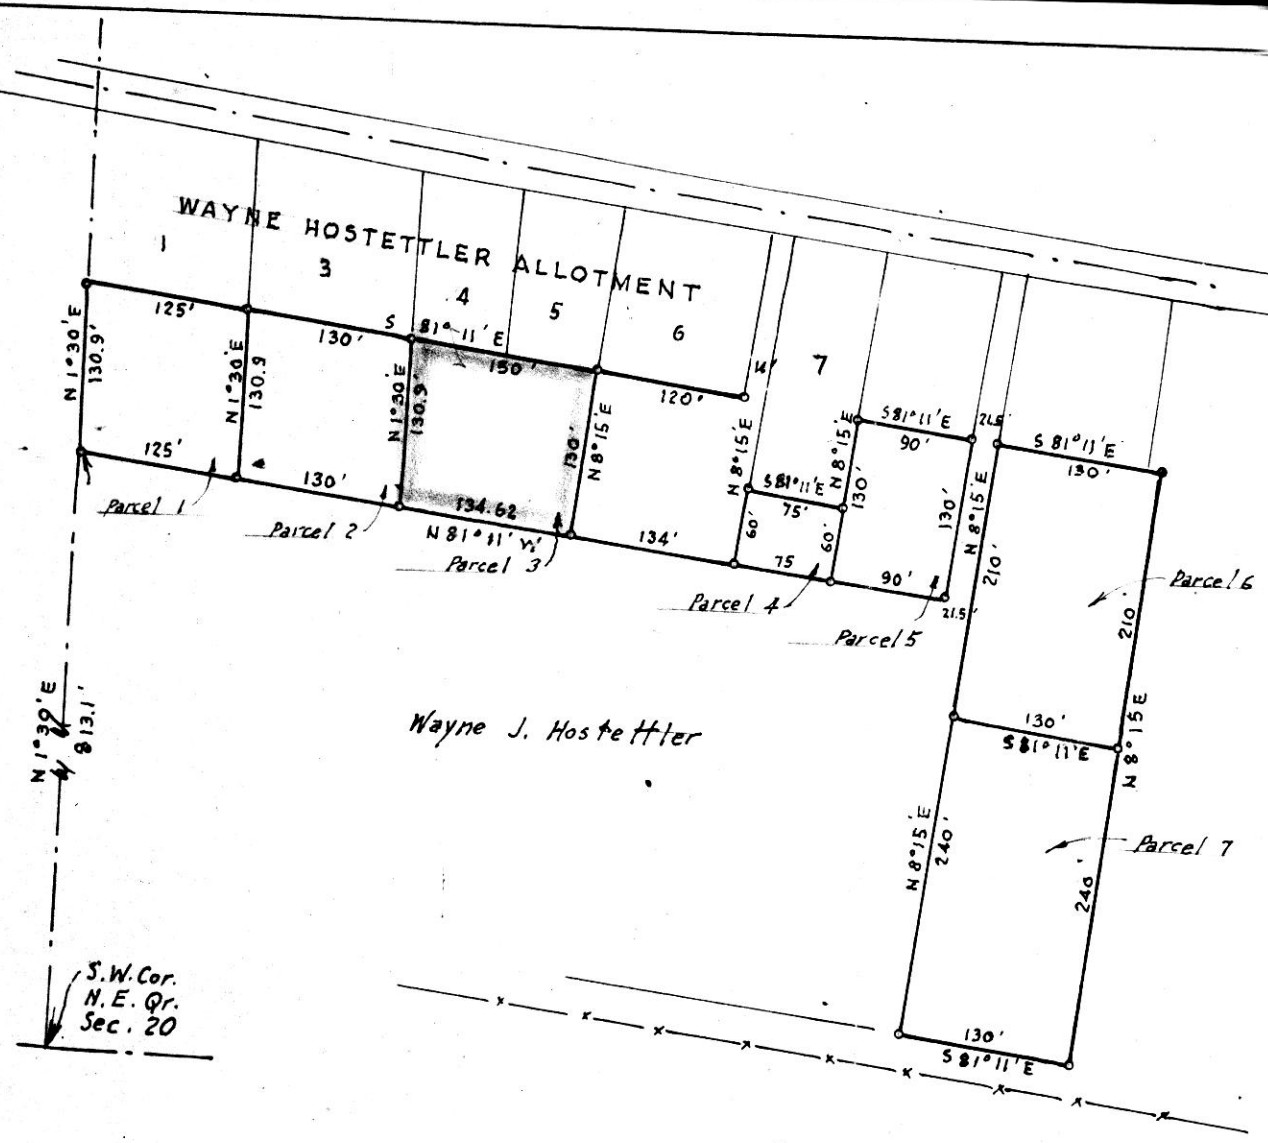 WAYNE HOSTETTLER ALLOTMENT
1
3
4
5
6
7
125'
130'
S 81°11' E
150'
120'
N 1°30' E
130.9'
N 1°30' E
130.9
N 1°30' E
130.9'
130'
N 8°15' E
N 8°15' E
60'
S 81°11' E
75'
60'
N 8°15' E
130'
S 81°11' E
90'
21.5'
130'
N 8°15' E
210'
S 81°11' E
130'
125'
130'
134.62
N 81°11' W
134'
75
90'
21.5'
Parcel 1
Parcel 2
Parcel 3
Parcel 4
Parcel 5
Parcel 6
210'
N 8°15 E
130'
S 81°11' E
N 1°30' E
813.1'
Wayne J. Hostettler
N 8°15' E
240'
Parcel 7
240'
S.W. Cor.
N.E. Qr.
Sec. 20
130'
S 81°11' E